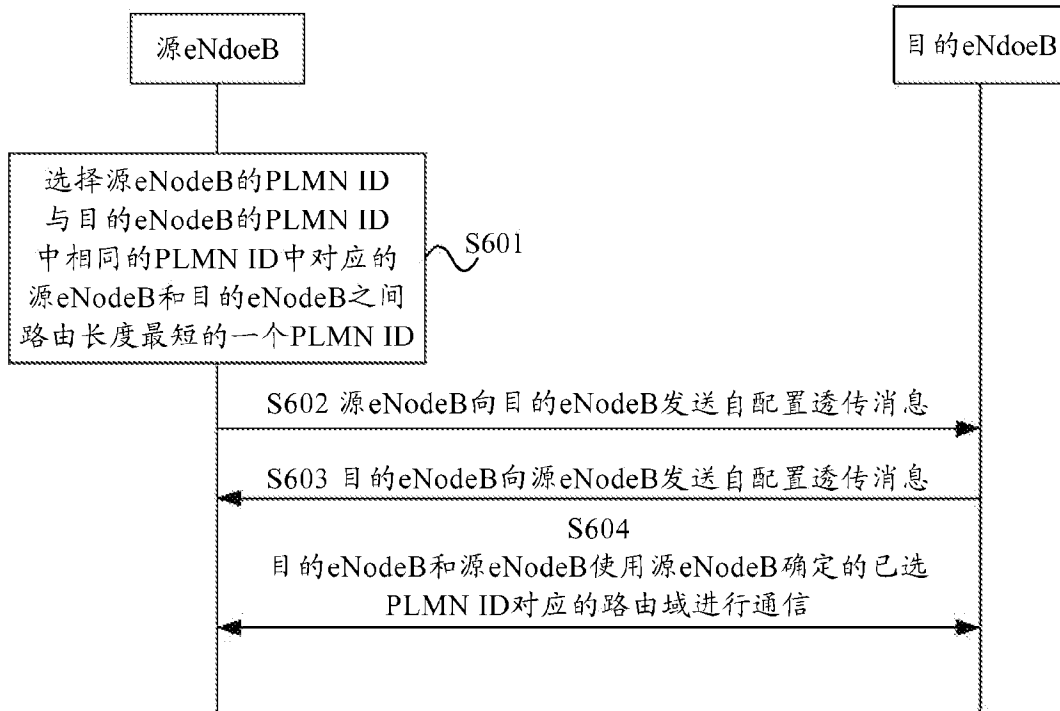 源eNdoeB
目的eNdoeB
选择源eNodeB的PLMN ID
与目的eNodeB的PLMN ID
中相同的PLMN ID中对应的
源eNodeB和目的eNodeB之间
路由长度最短的一个PLMN ID
S601
S602 源eNodeB向目的eNodeB发送自配置透传消息
S603 目的eNodeB向源eNodeB发送自配置透传消息
S604
目的eNodeB和源eNodeB使用源eNodeB确定的已选
PLMN ID对应的路由域进行通信